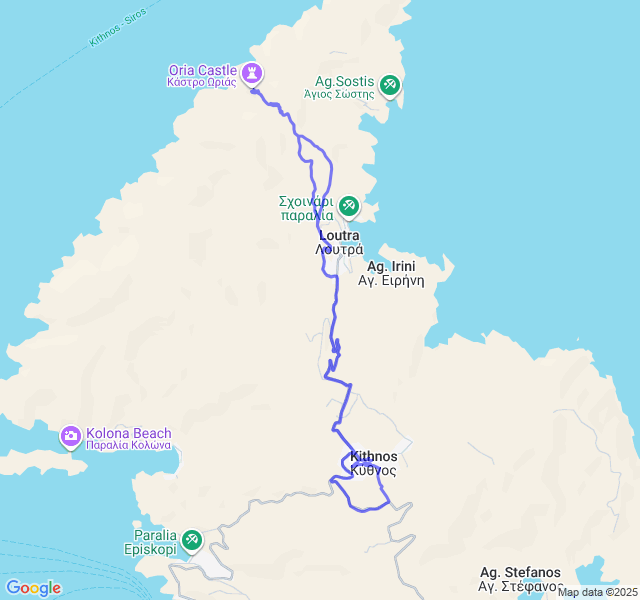 Kithnos - Siros
Oria Castle
Κάστρο Ωριάς
Ag.Sostis
Άγιος Σώστης
Σχοινάρι
παραλία
Loutra
Λουτρά
Ag. Irini
Αγ. Ειρήνη
Kolona Beach
Παραλία Κολώνα
Kithnos
Κύθνος
Paralia
Episkopi
Ag. Stefanos
Αγ. Στέφανος
Google
Map data ©2025